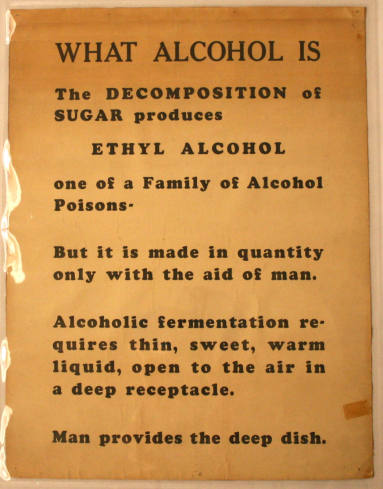 WHAT ALCOHOL IS
The DECOMPOSITION of
SUGAR produces
ETHYL ALCOHOL
one of a Family of Alcohol
Poisons-
But it is made in quantity
only with the aid of man.
Alcoholic fermentation re-
quires thin, sweet, warm
liquid, open to the air in
a deep receptacle.
Man provides the deep dish.